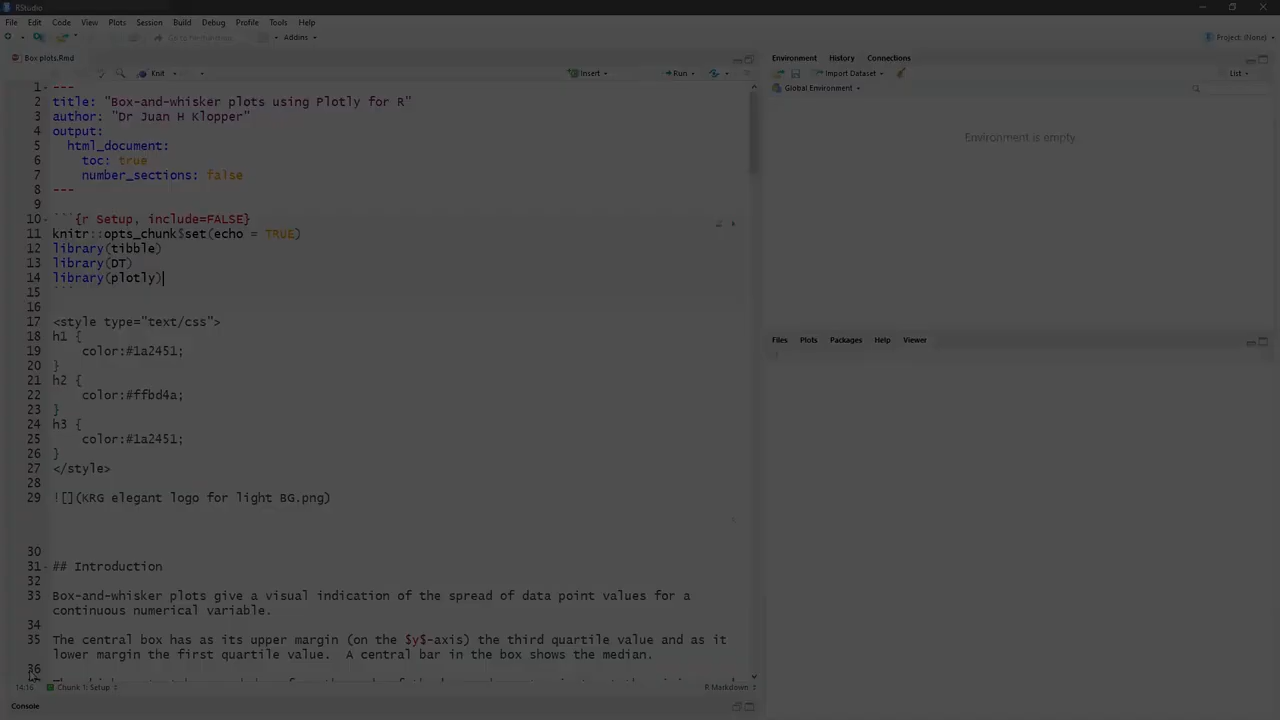 RStudio
File Edit Code View Plots Session Build Debug Profile Tools Help
Go to file/function Addins Project: (None)
Box plots.Rmd
Knit Insert Run
1 ---
2 title: "Box-and-whisker plots using Plotly for R"
3 author: "Dr Juan H Klopper"
4 output:
5 html_document:
6 toc: true
7 number_sections: false
8 ---
9
10 ```{r Setup, include=FALSE}
11 knitr::opts_chunk$set(echo = TRUE)
12 library(tibble)
13 library(DT)
14 library(plotly)
15 ```
16
17 <style type="text/css">
18 h1 {
19 color:#1a2451;
20 }
21 h2 {
22 color:#ffbd4a;
23 }
24 h3 {
25 color:#1a2451;
26 }
27 </style>
28
29 ![](KRG elegant logo for light BG.png)
30
31 ## Introduction
32
33 Box-and-whisker plots give a visual indication of the spread of data point values for a
continuous numerical variable.
34
35 The central box has as its upper margin (on the $y$-axis) the third quartile value and as it
lower margin the first quartile value. A central bar in the box shows the median.
36
14:16 Chunk 1: Setup R Markdown
Console
Environment History Connections
Import Dataset List
Global Environment
Environment is empty
Files Plots Packages Help Viewer